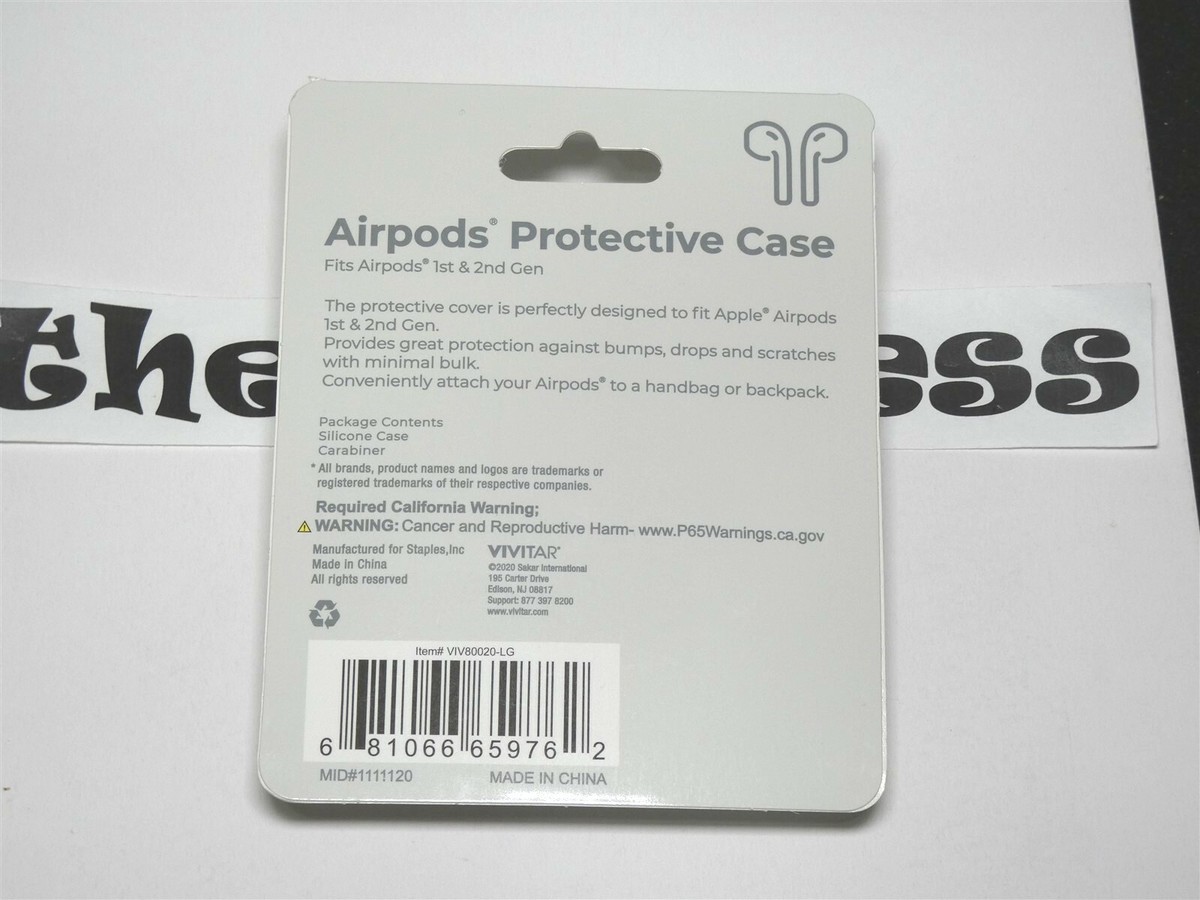 Airpods® Protective Case
Fits Airpods® 1st & 2nd Gen
The protective cover is perfectly designed to fit Apple® Airpods
1st & 2nd Gen.
Provides great protection against bumps, drops and scratches
with minimal bulk.
Conveniently attach your Airpods® to a handbag or backpack.
Package Contents
Silicone Case
Carabiner
* All brands, product names and logos are trademarks or
registered trademarks of their respective companies.
Required California Warning;
WARNING: Cancer and Reproductive Harm- www.P65Warnings.ca.gov
Manufactured for Staples,Inc
Made in China
All rights reserved
VIVITAR®
©2020 Sakar International
195 Carter Drive
Edison, NJ 08817
Support: 877 397 8200
www.vivitar.com
Item# VIV80020-LG
6 81066 65976 2
MID#1111120 MADE IN CHINA
the ess